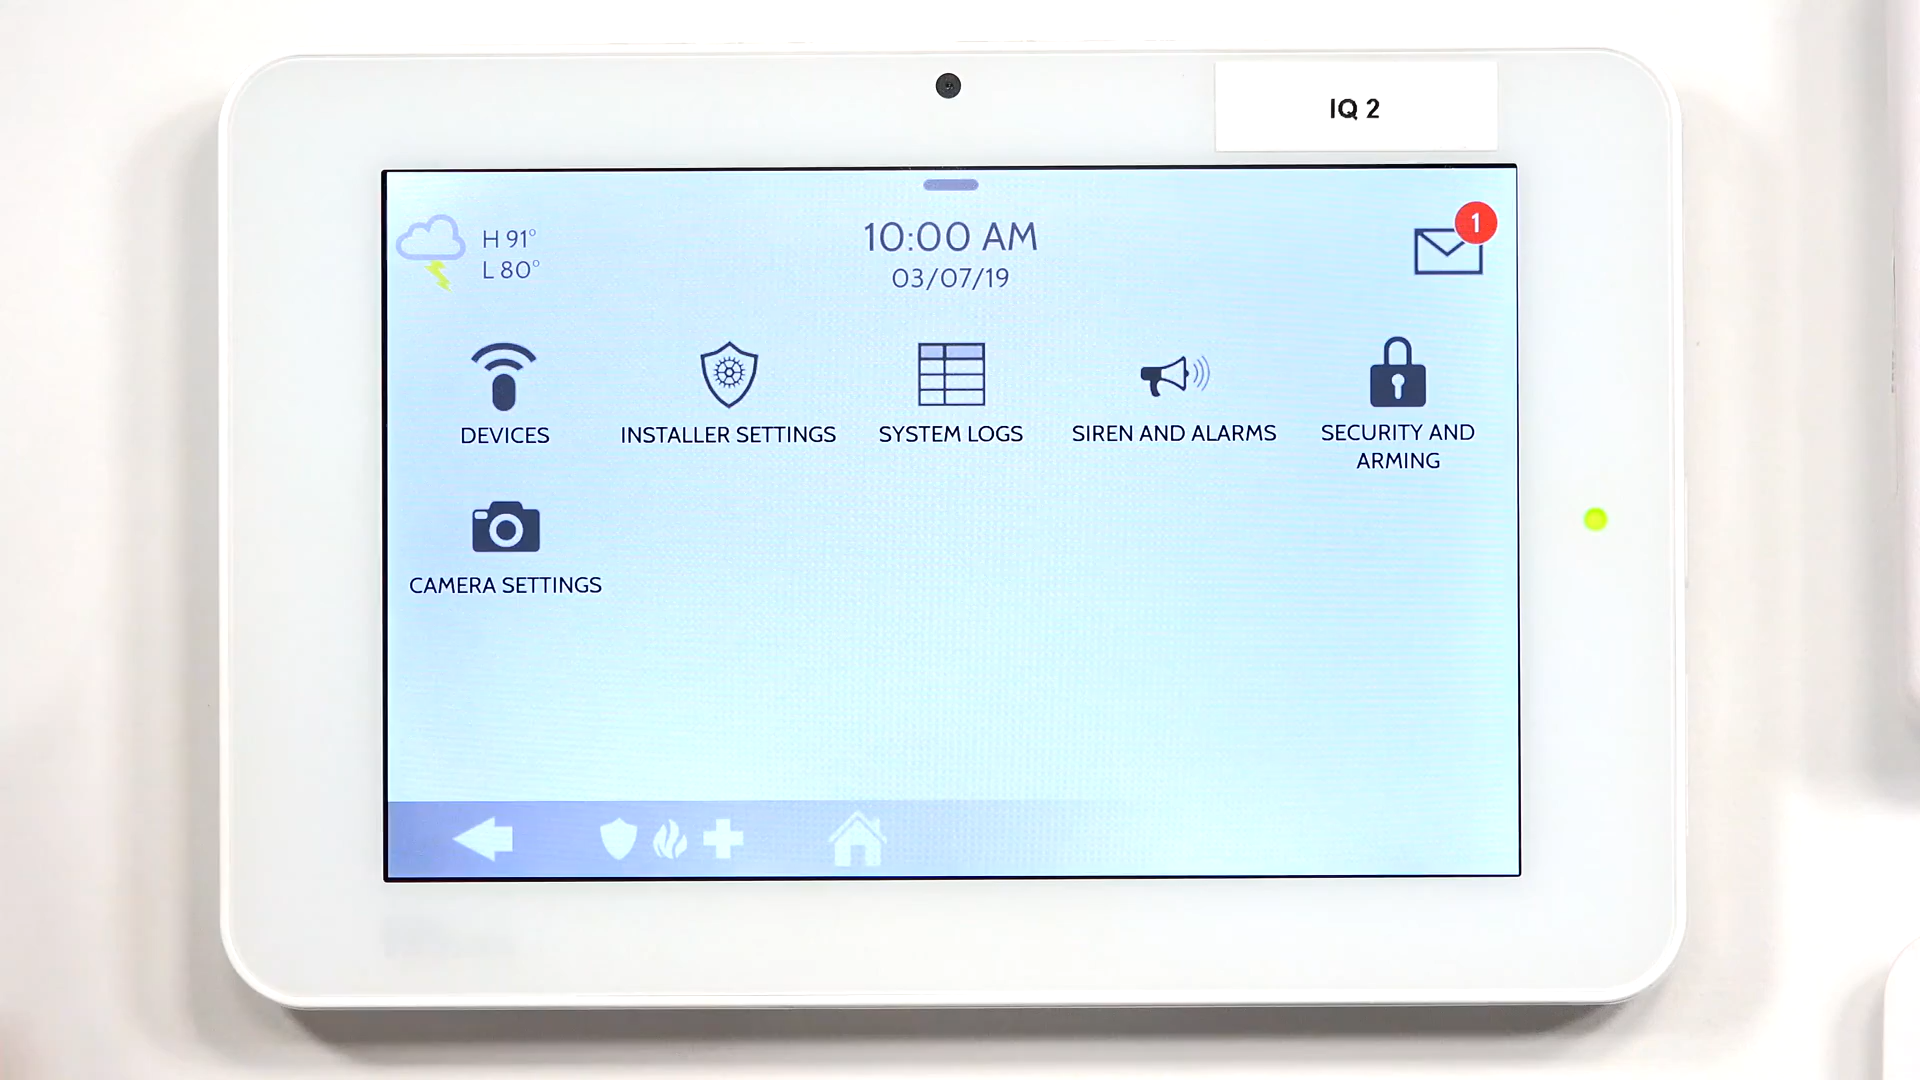 IQ 2
H 91°
L 80°
10:00 AM
03/07/19
1
DEVICES
INSTALLER SETTINGS
SYSTEM LOGS
SIREN AND ALARMS
SECURITY AND
ARMING
CAMERA SETTINGS